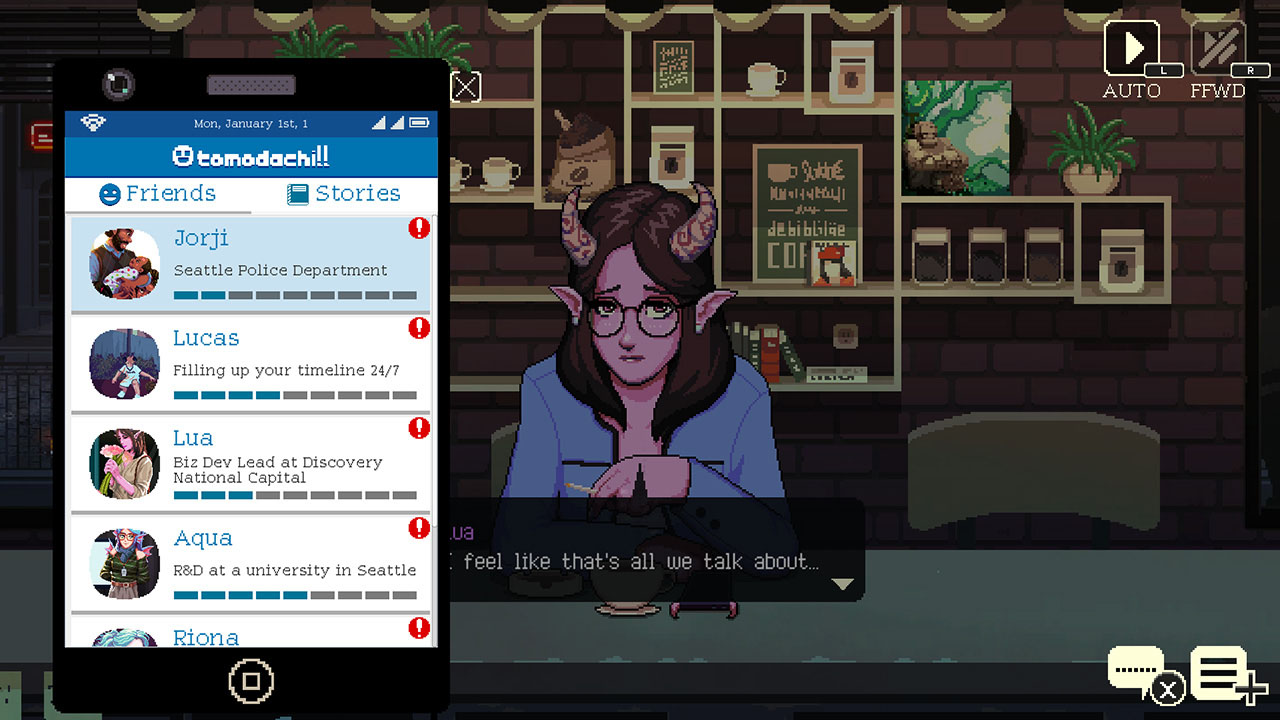 Mon, January 1st, 1
tomodachill
Friends
Stories
Jorji
Seattle Police Department
Lucas
Filling up your timeline 24/7
Lua
Biz Dev Lead at Discovery
National Capital
Aqua
R&D at a university in Seattle
Riona
AUTO
L
FFWD
R
Lua
I feel like that's all we talk about...
X